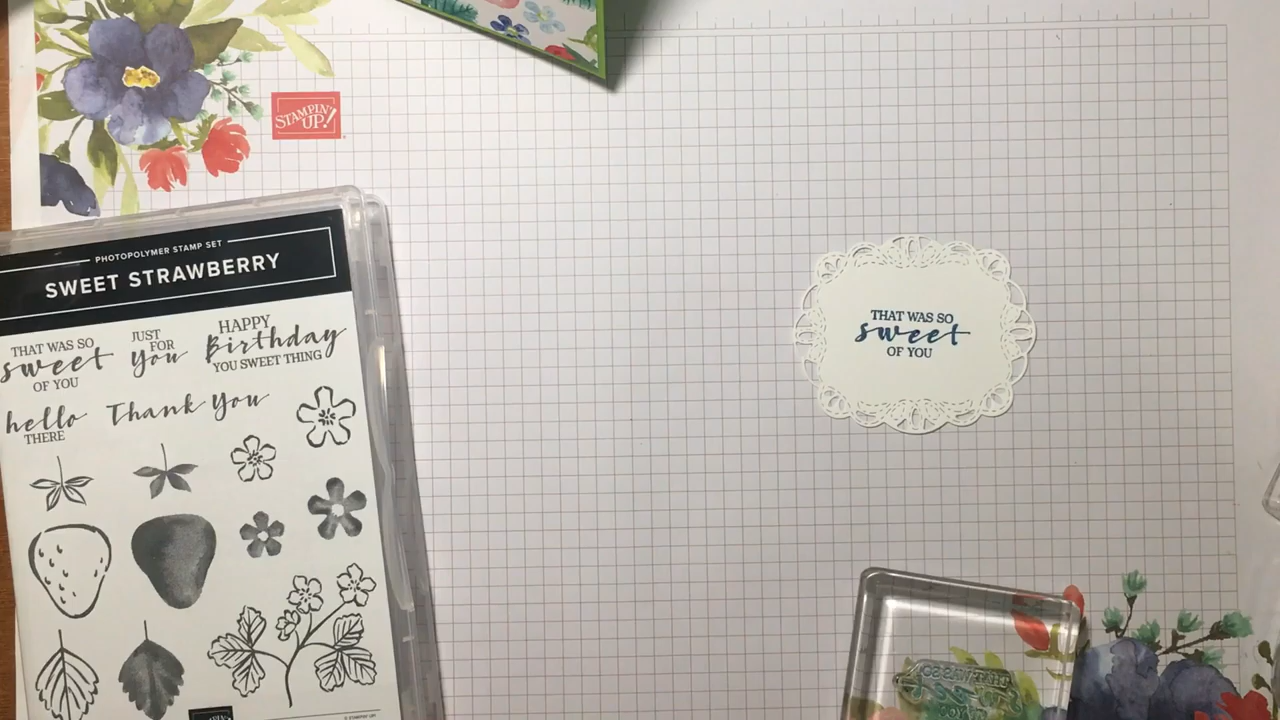 STAMPIN'
UP!
PHOTOPOLYMER STAMP SET
SWEET STRAWBERRY
THAT WAS SO
sweet
OF YOU
JUST
FOR
you
HAPPY
Birthday
YOU SWEET THING
hello
THERE
Thank You
THAT WAS SO
sweet
OF YOU